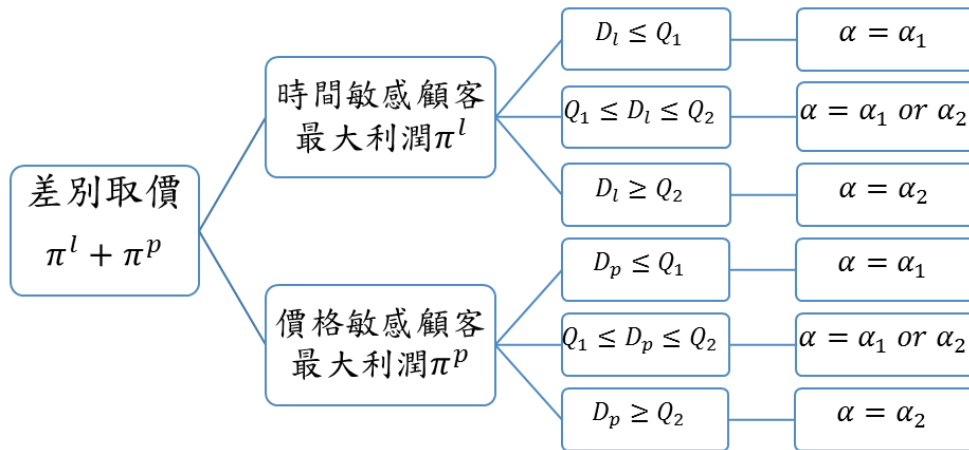 差別取價
π^l + π^p
時間敏感顧客
最大利潤π^l
D_l ≤ Q_1
α = α_1
Q_1 ≤ D_l ≤ Q_2
α = α_1 or α_2
D_l ≥ Q_2
α = α_2
價格敏感顧客
最大利潤π^p
D_p ≤ Q_1
α = α_1
Q_1 ≤ D_p ≤ Q_2
α = α_1 or α_2
D_p ≥ Q_2
α = α_2